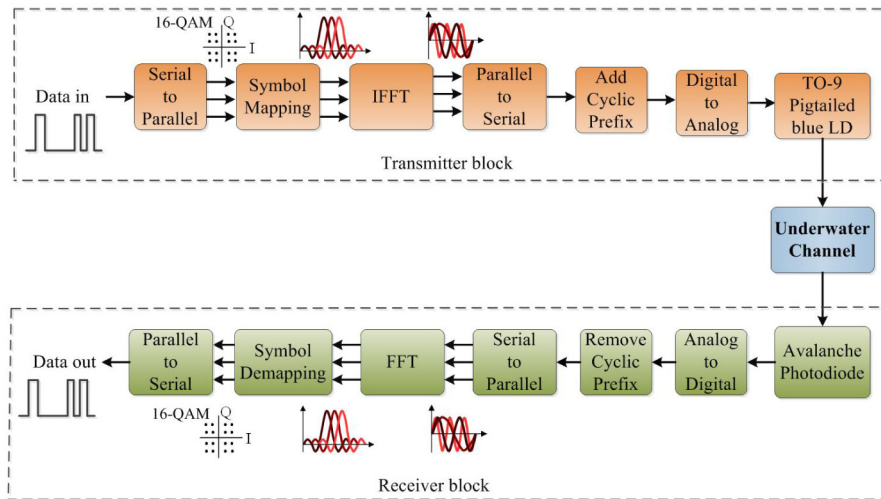 16-QAM
Q
I
Data in
Serial
to
Parallel
Symbol
Mapping
IFFT
Parallel
to
Serial
Add
Cyclic
Prefix
Digital
to
Analog
TO-9
Pigtailed
blue LD
Transmitter block
Underwater
Channel
Data out
Parallel
to
Serial
Symbol
Demapping
FFT
Serial
to
Parallel
Remove
Cyclic
Prefix
Analog
to
Digital
Avalanche
Photodiode
16-QAM
Q
I
Receiver block